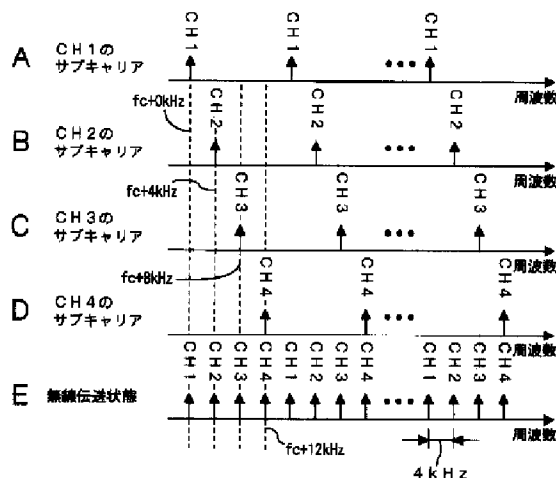 CH1 CH1 CH1
A CH1の
サブキャリア
周波数
fc+0kHz
CH2 CH2 CH2
B CH2の
サブキャリア
周波数
fc+4kHz
CH3 CH3 CH3
C CH3の
サブキャリア
周波数
fc+8kHz
CH4 CH4 CH4
D CH4の
サブキャリア
周波数
CH1 CH2 CH3 CH4 CH1 CH2 CH3 CH4 CH1 CH2 CH3 CH4
E 無線伝送状態
周波数
fc+12kHz
4kHz